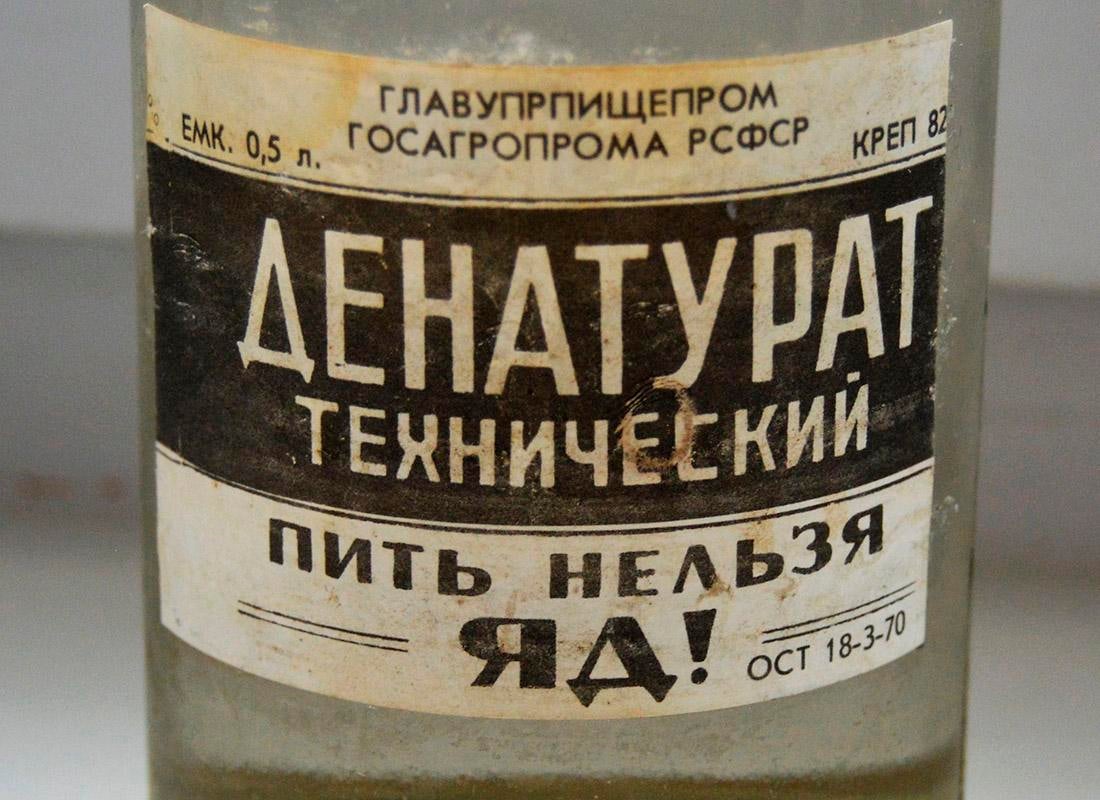 ГЛАВУПРПИЩЕПРОМ
ЕМК. 0,5 л. ГОСАГРОПРОМА РСФСР КРЕП 82
ДЕНАТУРАТ
ТЕХНИЧЕСКИЙ
ПИТЬ НЕЛЬЗЯ
ЯД!
ОСТ 18-3-70